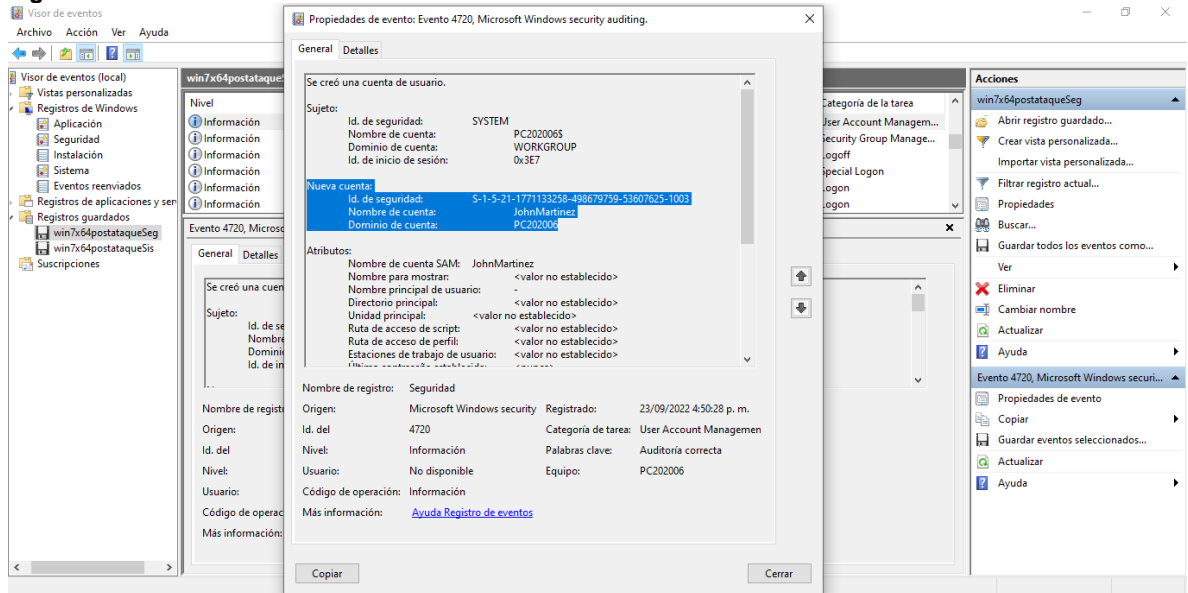 Visor de eventos
Archivo Acción Ver Ayuda
Visor de eventos (local)
Vistas personalizadas
Registros de Windows
Aplicación
Seguridad
Instalación
Sistema
Eventos reenviados
Registros de aplicaciones y ser
Registros guardados
win7x64postataqueSeg
win7x64postataqueSis
Suscripciones
win7x64postataque
Nivel
Categoría de la tarea
Información
User Account Managem...
Información
Security Group Manage...
Información
Logoff
Información
Special Logon
Información
Logon
Información
Logon
Evento 4720, Microso
General Detalles
Se creó una cuen
Sujeto:
Id. de se
Nombre
Domini
Id. de in
Nombre de regist
Origen:
Id. del
Nivel:
Usuario:
Código de operac
Más información:
Propiedades de evento: Evento 4720, Microsoft Windows security auditing.
General Detalles
Se creó una cuenta de usuario.
Sujeto:
Id. de seguridad: SYSTEM
Nombre de cuenta: PC202006$
Dominio de cuenta: WORKGROUP
Id. de inicio de sesión: 0x3E7
Nueva cuenta:
Id. de seguridad: S-1-5-21-1771133258-498679759-53607625-1003
Nombre de cuenta: JohnMartinez
Dominio de cuenta: PC202006
Atributos:
Nombre de cuenta SAM: JohnMartinez
Nombre para mostrar: <valor no establecido>
Nombre principal de usuario: -
Directorio principal: <valor no establecido>
Unidad principal: <valor no establecido>
Ruta de acceso de script: <valor no establecido>
Ruta de acceso de perfil: <valor no establecido>
Estaciones de trabajo de usuario: <valor no establecido>
Nombre de registro: Seguridad
Origen: Microsoft Windows security Registrado: 23/09/2022 4:50:28 p. m.
Id. del 4720 Categoría de tarea: User Account Managemen
Nivel: Información Palabras clave: Auditoría correcta
Usuario: No disponible Equipo: PC202006
Código de operación: Información
Más información: Ayuda Registro de eventos
Copiar Cerrar
Acciones
win7x64postataqueSeg
Abrir registro guardado...
Crear vista personalizada...
Importar vista personalizada...
Filtrar registro actual...
Propiedades
Buscar...
Guardar todos los eventos como...
Ver
Eliminar
Cambiar nombre
Actualizar
Ayuda
Evento 4720, Microsoft Windows securi...
Propiedades de evento
Copiar
Guardar eventos seleccionados...
Actualizar
Ayuda